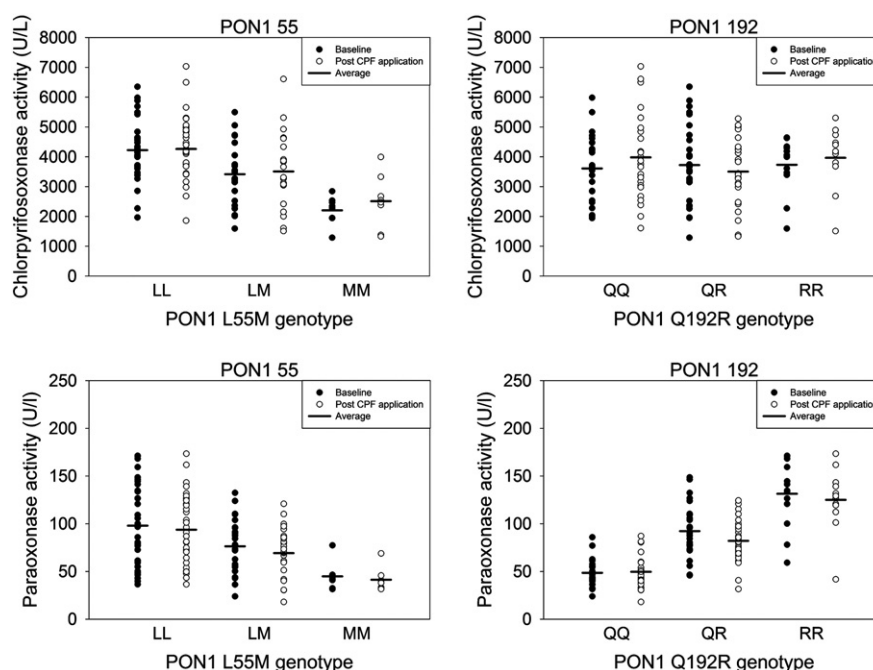 PON1 55
Chlorpyrifosoxonase activity (U/L)
8000
7000
6000
5000
4000
3000
2000
1000
0
Baseline
Post CPF application
Average
LL LM MM
PON1 L55M genotype
PON1 192
Chlorpyrifosoxonase activity (U/L)
8000
7000
6000
5000
4000
3000
2000
1000
0
Baseline
Post CPF application
Average
QQ QR RR
PON1 Q192R genotype
PON1 55
Paraoxonase activity (U/l)
250
200
150
100
50
0
Baseline
Post CPF application
Average
LL LM MM
PON1 L55M genotype
PON1 192
Paraoxonase activity (U/l)
250
200
150
100
50
0
Baseline
Post CPF application
Average
QQ QR RR
PON1 Q192R genotype